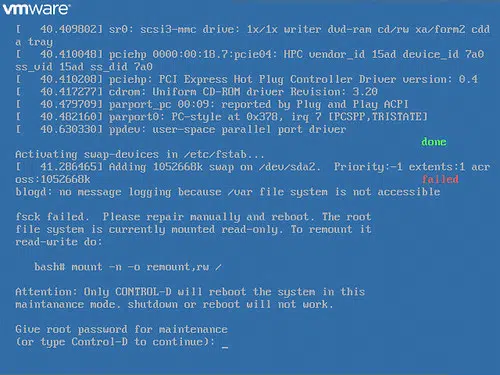 vmware
[   40.409802] sr0: scsi3-mmc drive: 1x/1x writer dvd-ram cd/rw xa/form2 cdd
a tray
[   40.410048] pciehp 0000:00:18.7:pcie04: HPC vendor_id 15ad device_id 7a0
ss_vid 15ad ss_did 7a0
[   40.410208] pciehp: PCI Express Hot Plug Controller Driver version: 0.4
[   40.417277] cdrom: Uniform CD-ROM driver Revision: 3.20
[   40.479709] parport_pc 00:09: reported by Plug and Play ACPI
[   40.482160] parport0: PC-style at 0x378, irq 7 [PCSPP,TRISTATE]
[   40.630330] ppdev: user-space parallel port driver
done
Activating swap-devices in /etc/fstab...
[   41.286465] Adding 1052668k swap on /dev/sda2.  Priority:-1 extents:1 acr
oss:1052668k
failed
blogd: no message logging because /var file system is not accessible
fsck failed.  Please repair manually and reboot. The root
file system is currently mounted read-only. To remount it
read-write do:
bash# mount -n -o remount,rw /
Attention: Only CONTROL-D will reboot the system in this
maintanance mode. shutdown or reboot will not work.
Give root password for maintenance
(or type Control-D to continue): _